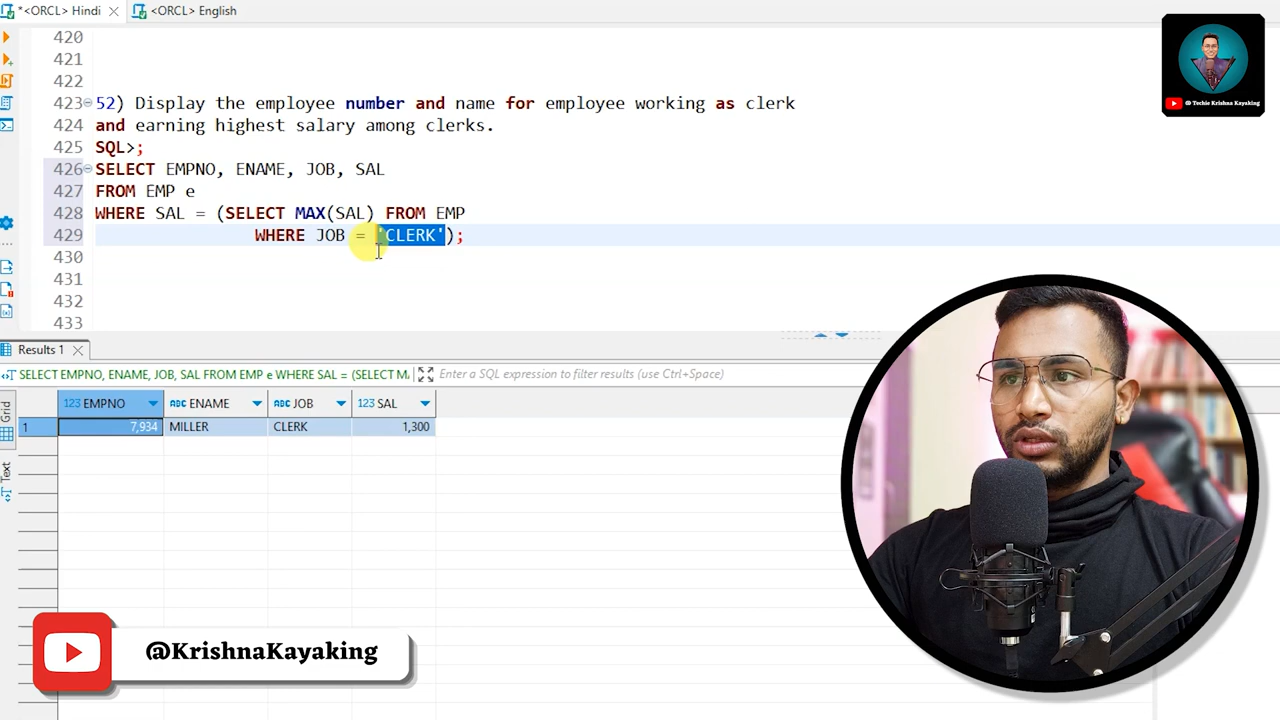 *<ORCL> Hindi
<ORCL> English
420
421
422
423 52) Display the employee number and name for employee working as clerk
424 and earning highest salary among clerks.
425 SQL>;
426 SELECT EMPNO, ENAME, JOB, SAL
427 FROM EMP e
428 WHERE SAL = (SELECT MAX(SAL) FROM EMP
429 WHERE JOB = 'CLERK');
430
431
432
433
@ Techie Krishna Kayaking
Results 1
SELECT EMPNO, ENAME, JOB, SAL FROM EMP e WHERE SAL = (SELECT MA
Enter a SQL expression to filter results (use Ctrl+Space)
Grid
Text
123 EMPNO ABC ENAME ABC JOB 123 SAL
1 7,934 MILLER CLERK 1,300
@KrishnaKayaking